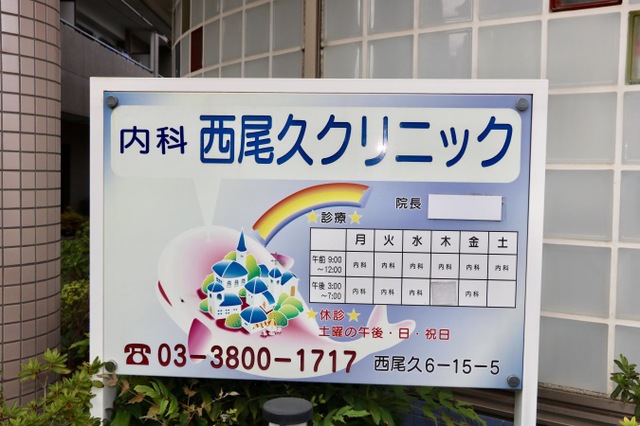 内科 西尾久クリニック
院長
☆診療☆
月 火 水 木 金 土
午前 9:00～12:00 内科 内科 内科 内科 内科 内科
午後 3:00～7:00 内科 内科 内科 内科
☆休診☆
土曜の午後・日・祝日
☎03-3800-1717 西尾久6-15-5